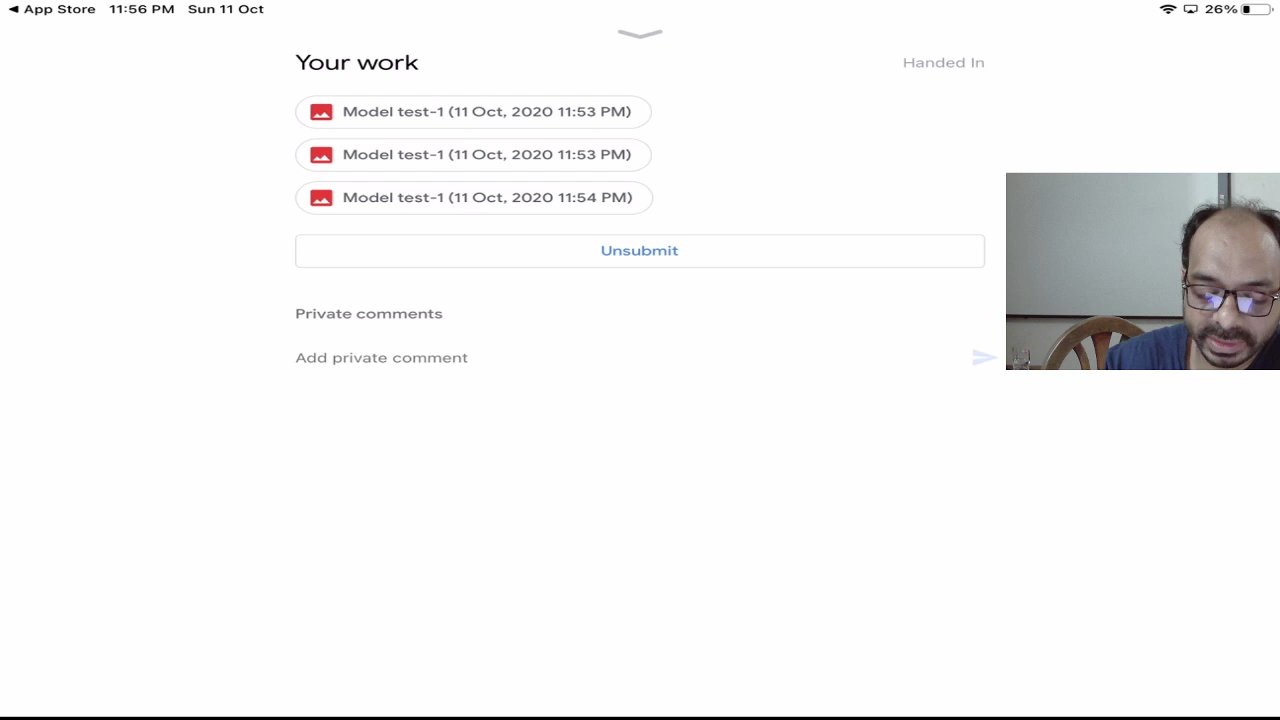 App Store 11:56 PM Sun 11 Oct 26%
Your work
Handed In
Model test-1 (11 Oct, 2020 11:53 PM)
Model test-1 (11 Oct, 2020 11:53 PM)
Model test-1 (11 Oct, 2020 11:54 PM)
Unsubmit
Private comments
Add private comment